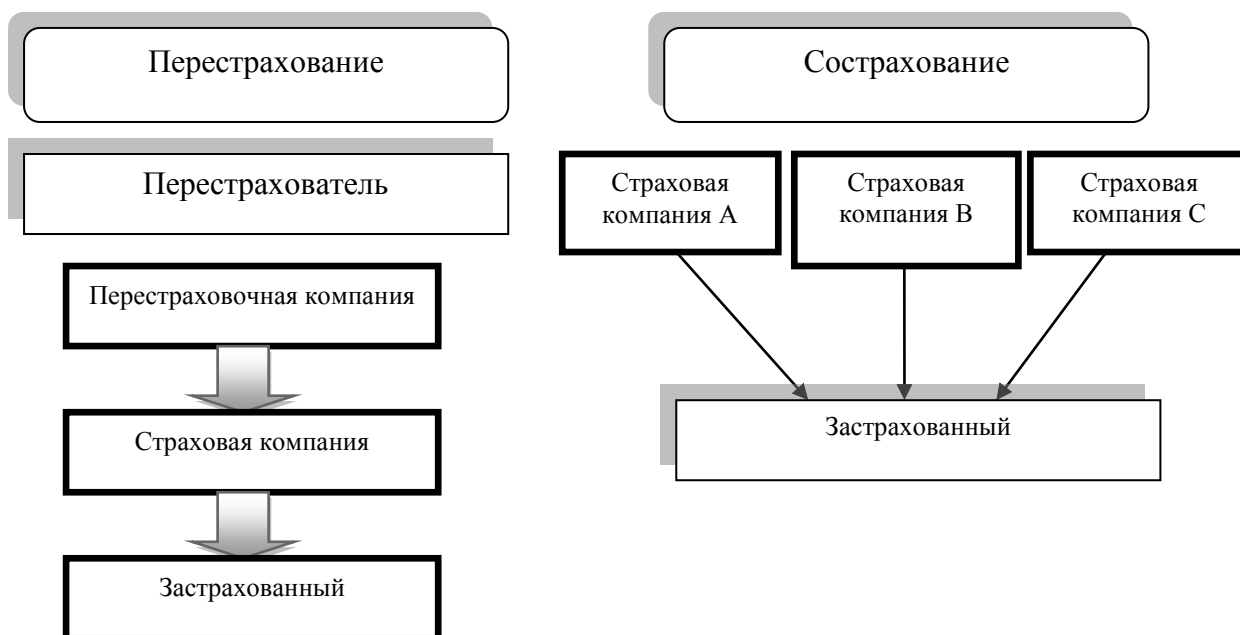 Перестрахование
Перестрахователь
Перестраховочная компания
Страховая компания
Застрахованный
Сострахование
Страховая
компания A
Страховая
компания B
Страховая
компания C
Застрахованный